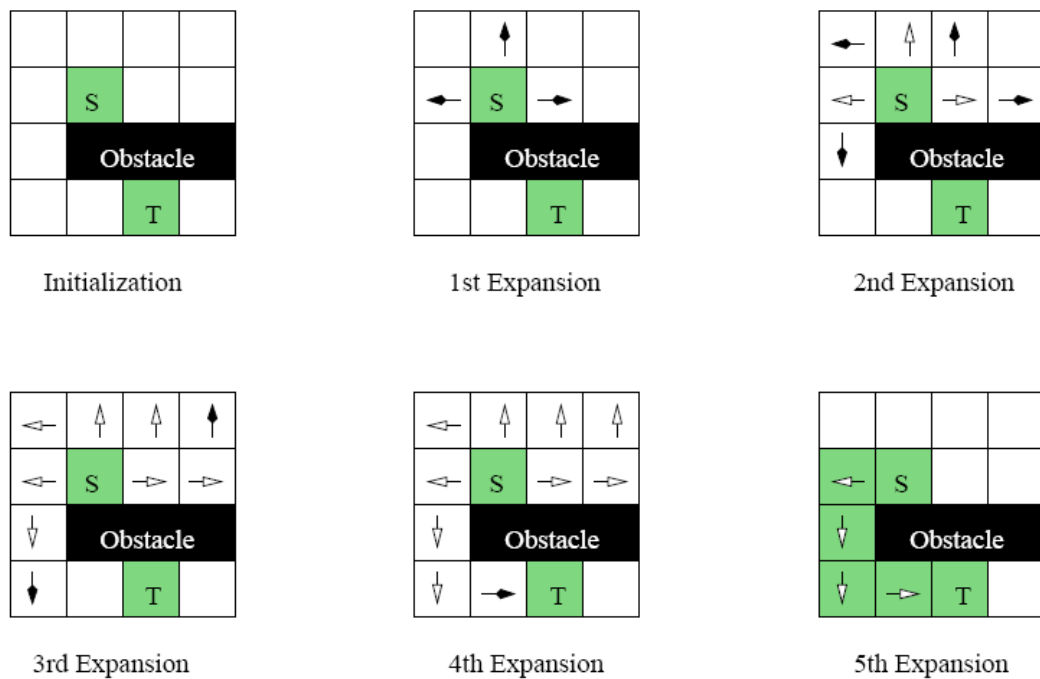 S
Obstacle
T
Initialization
S
Obstacle
T
1st Expansion
S
Obstacle
T
2nd Expansion
S
Obstacle
T
3rd Expansion
S
Obstacle
T
4th Expansion
S
Obstacle
T
5th Expansion